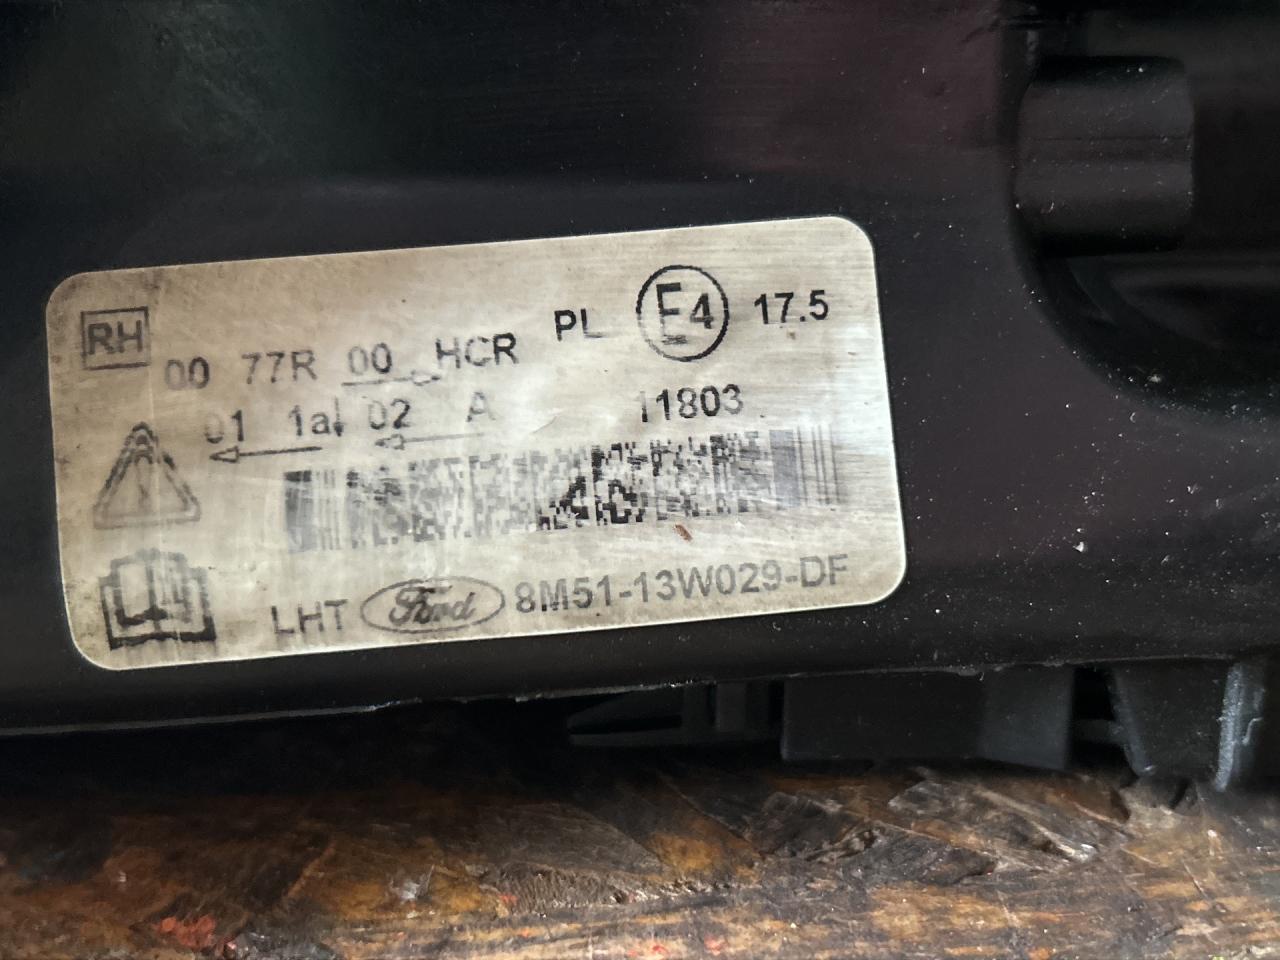 RH
00 77R 00 HCR PL E4 17.5
01 1a 02 A 11803
LHT Ford 8M51-13W029-DF